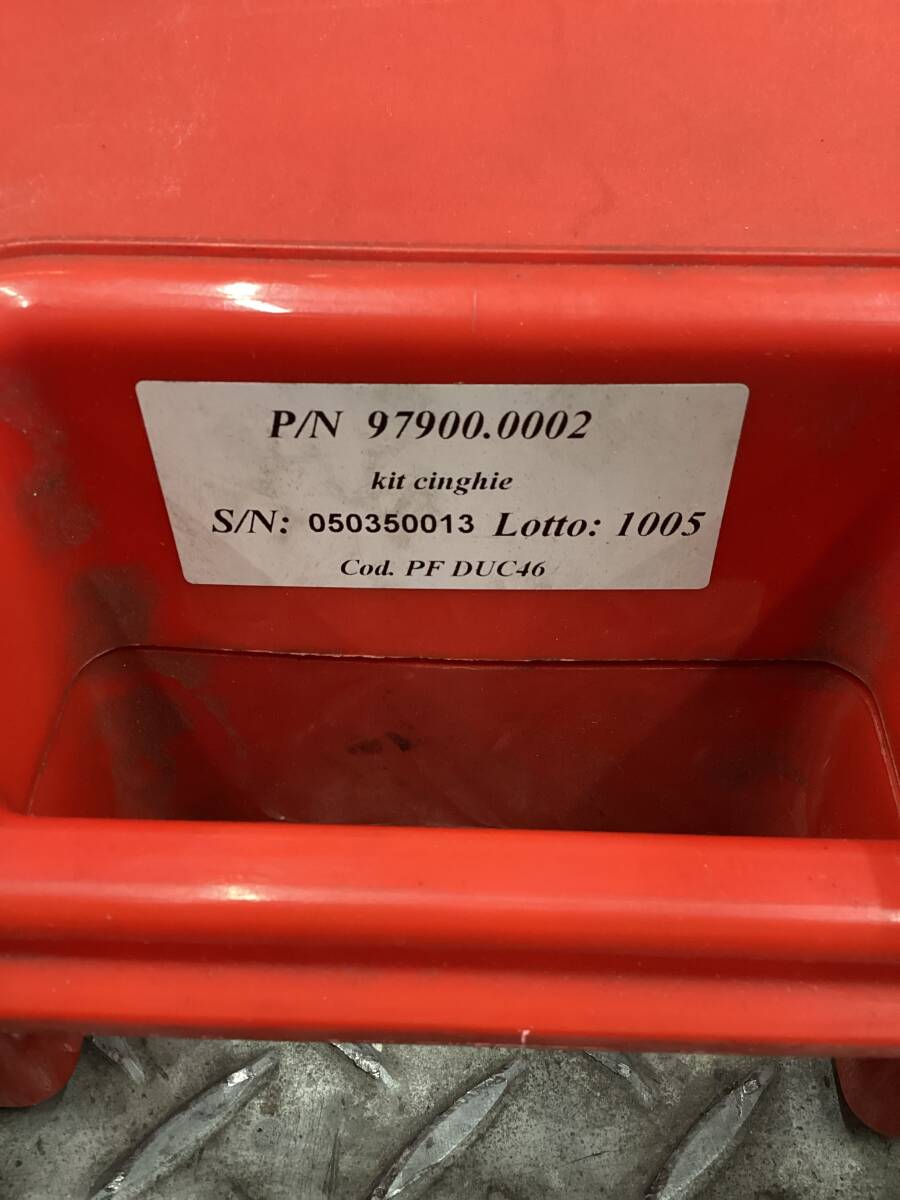 P/N 97900.0002
kit cinghie
S/N: 050350013 Lotto: 1005
Cod. PF DUC46